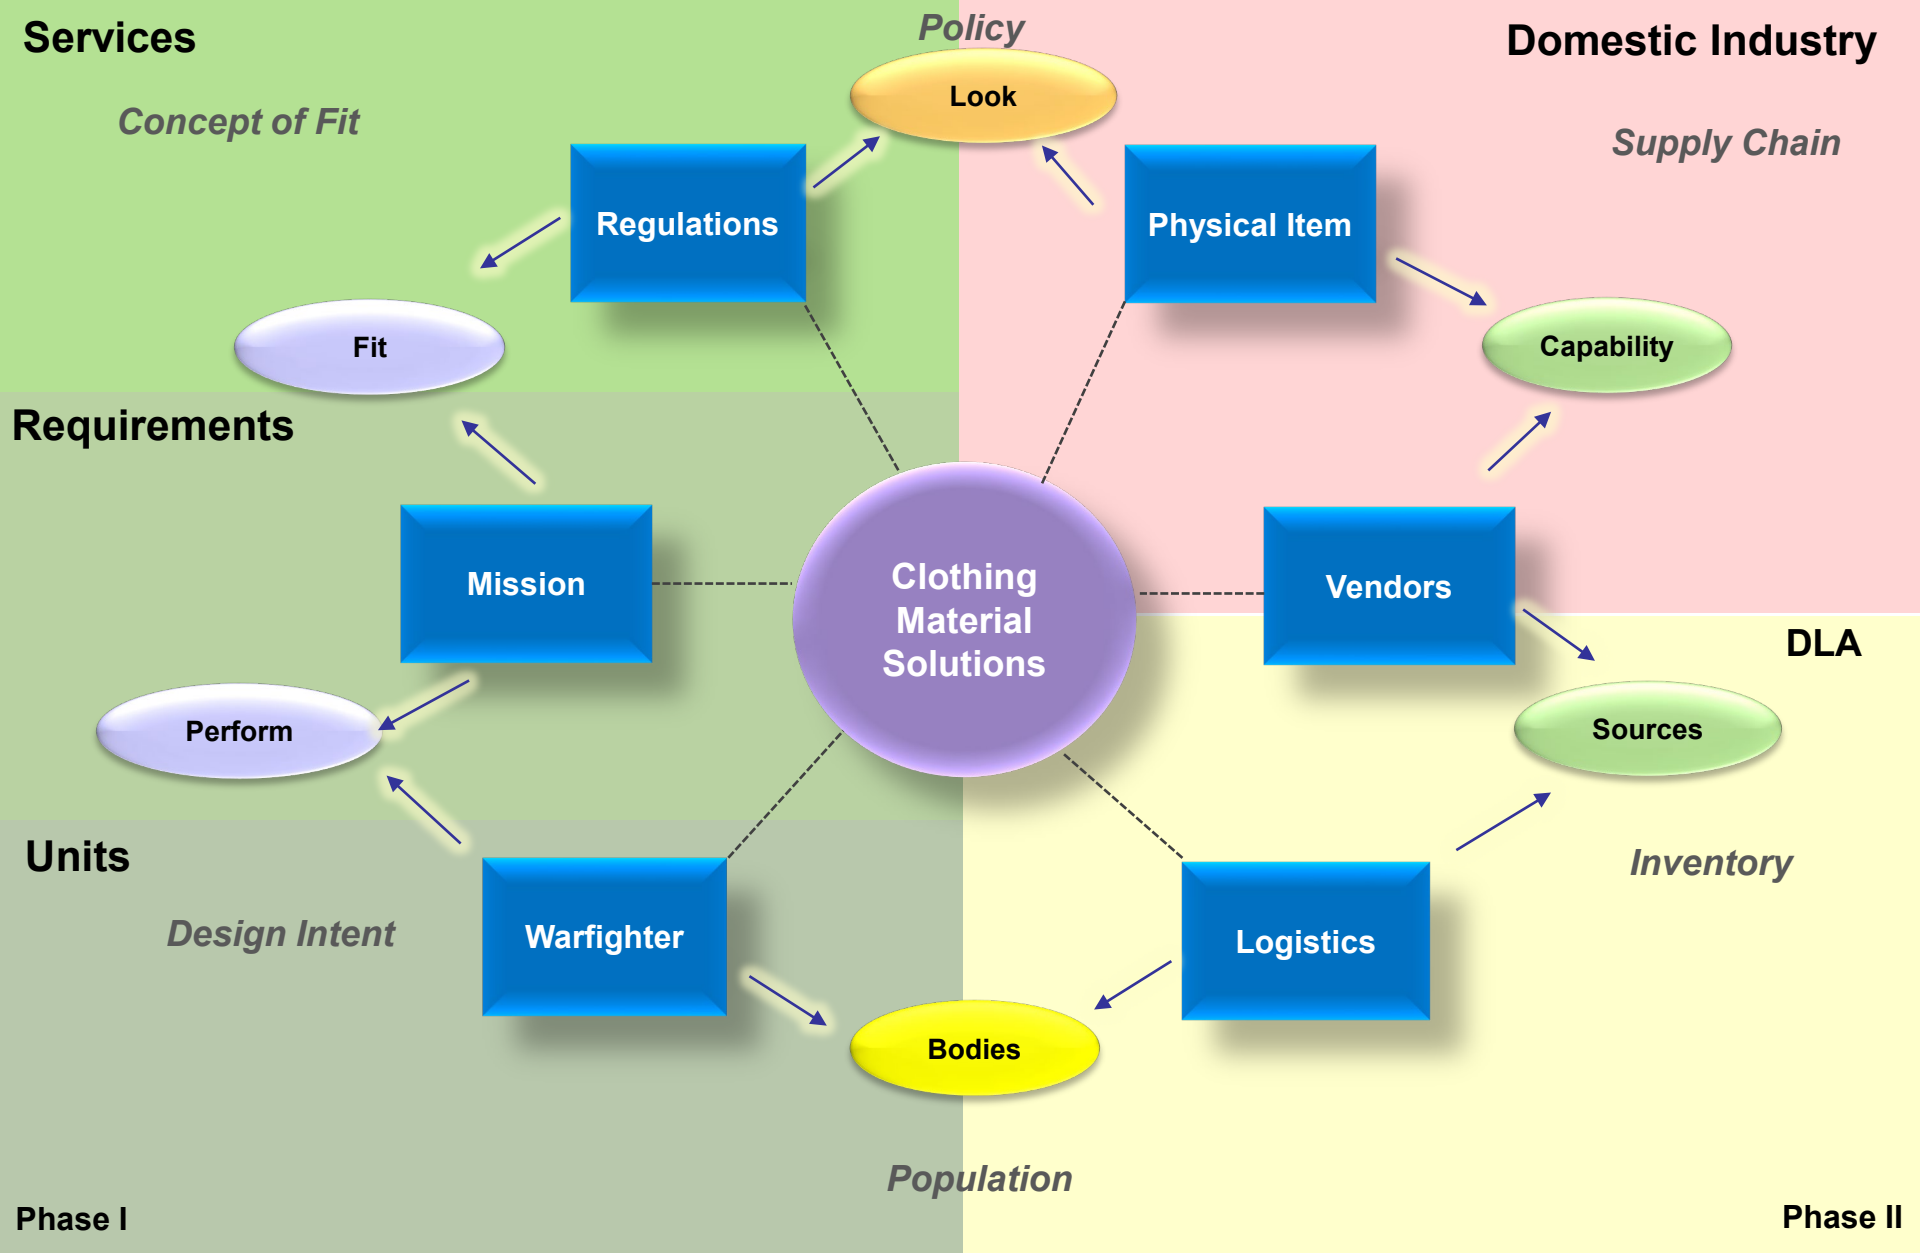 Services
Policy
Domestic Industry
Look
Concept of Fit
Supply Chain
Regulations
Physical Item
Fit
Capability
Requirements
Mission
Clothing
Material
Solutions
Vendors
DLA
Perform
Sources
Units
Inventory
Design Intent
Warfighter
Logistics
Bodies
Population
Phase I
Phase II